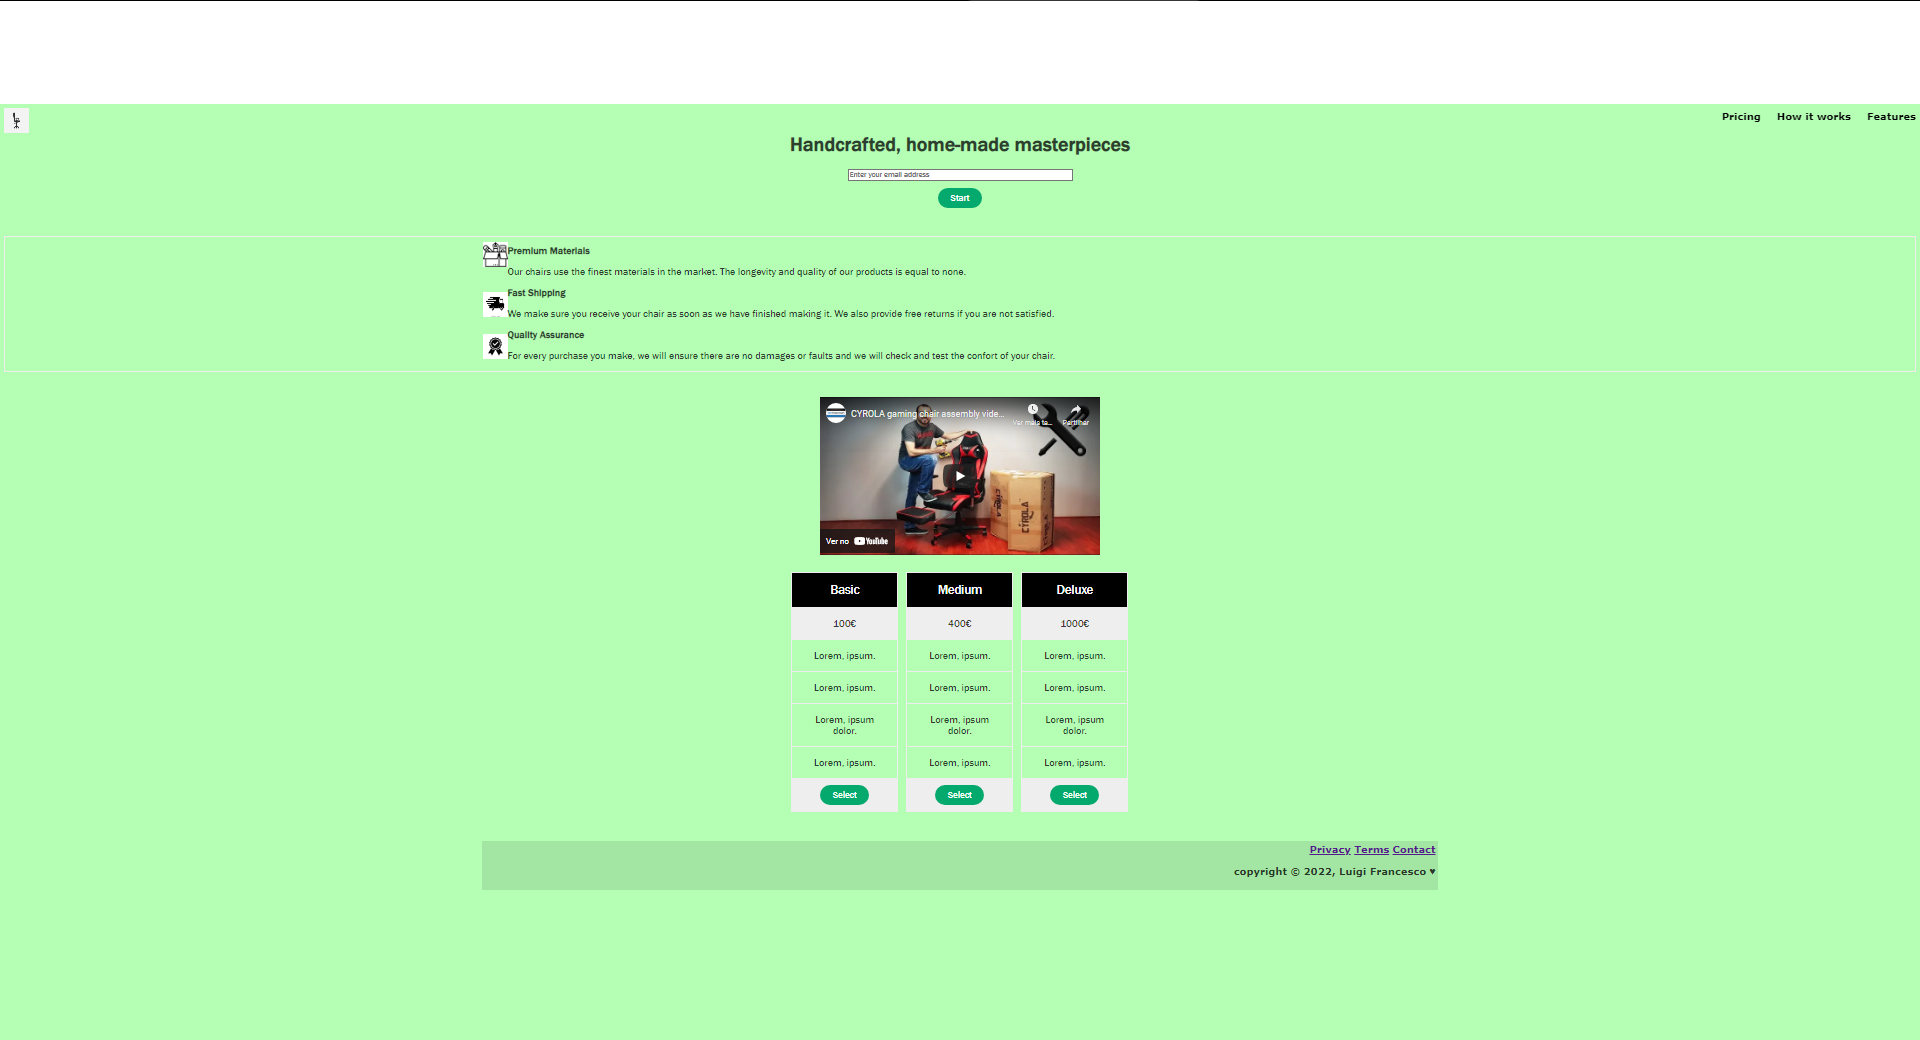 Pricing How it works Features
Handcrafted, home-made masterpieces
Enter your email address
Start
Premium Materials
Our chairs use the finest materials in the market. The longevity and quality of our products is equal to none.
Fast Shipping
We make sure you receive your chair as soon as we have finished making it. We also provide free returns if you are not satisfied.
Quality Assurance
For every purchase you make, we will ensure there are no damages or faults and we will check and test the confort of your chair.
CYROLA gaming chair assembly vide...
Ver mais ta... Partilhar
CYROLA
CYROLA
Ver no YouTube
Basic Medium Deluxe
100€ 400€ 1000€
Lorem, ipsum. Lorem, ipsum. Lorem, ipsum.
Lorem, ipsum. Lorem, ipsum. Lorem, ipsum.
Lorem, ipsum dolor. Lorem, ipsum dolor. Lorem, ipsum dolor.
Lorem, ipsum. Lorem, ipsum. Lorem, ipsum.
Select Select Select
Privacy Terms Contact
copyright © 2022, Luigi Francesco ♥